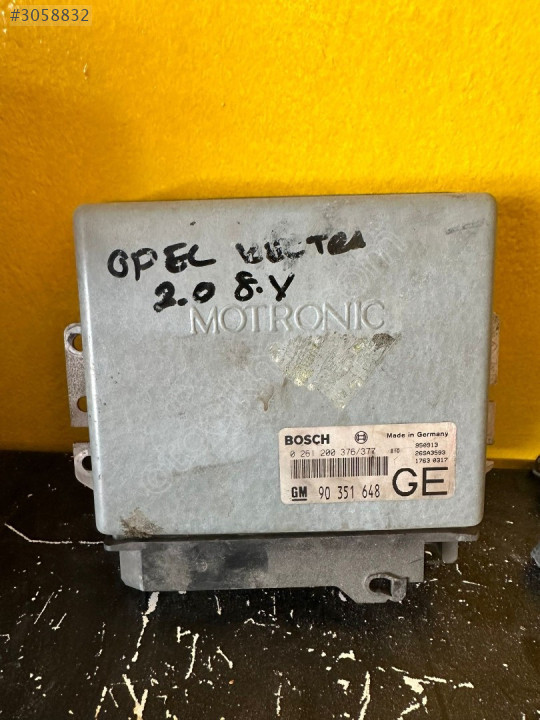 #3058832
OPEL VECTRA
2.0 8.V
MOTRONIC
BOSCH Made in Germany
0 261 200 376/377 950913
26SA3593
1763 0317
GM 90 351 648 GE